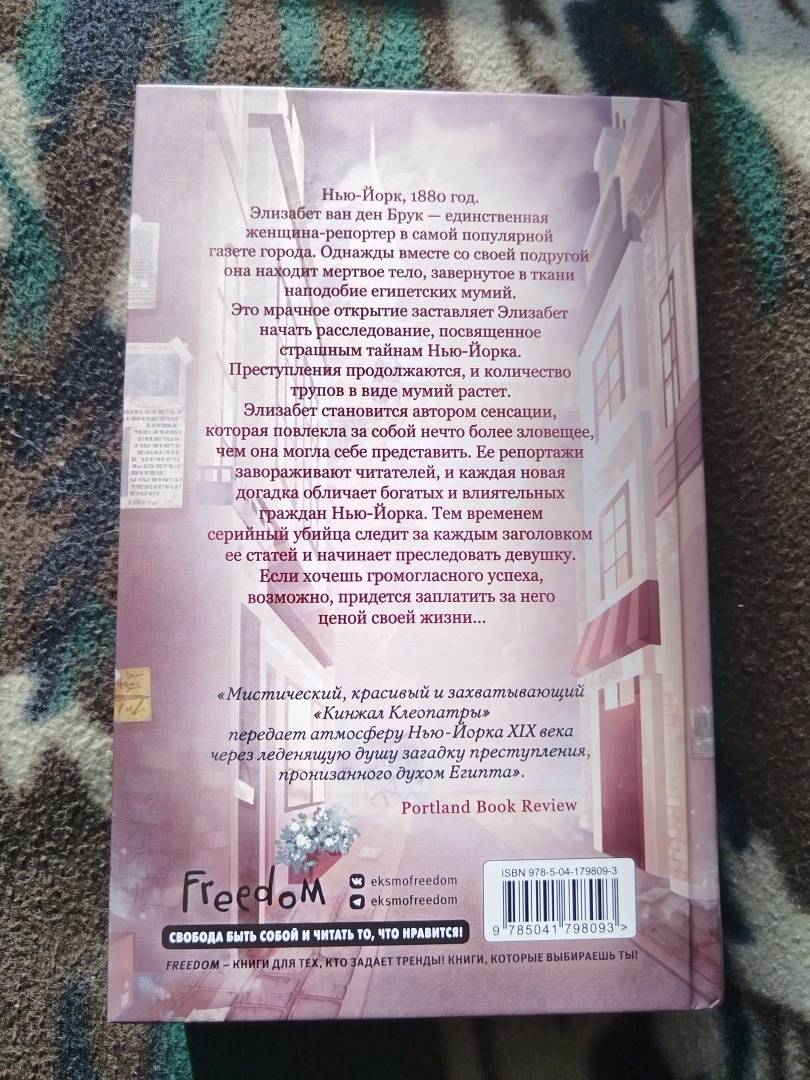 Нью-Йорк, 1880 год.
Элизабет ван ден Брук — единственная
женщина-репортер в самой популярной
газете города. Однажды вместе со своей подругой
она находит мертвое тело, завернутое в ткани
наподобие египетских мумий.
Это мрачное открытие заставляет Элизабет
начать расследование, посвященное
страшным тайнам Нью-Йорка.
Преступления продолжаются, и количество
трупов в виде мумий растет.
Элизабет становится автором сенсации,
которая повлекла за собой нечто более зловещее,
чем она могла себе представить. Ее репортажи
завораживают читателей, и каждая новая
догадка обличает богатых и влиятельных
граждан Нью-Йорка. Тем временем
серийный убийца следит за каждым заголовком
ее статей и начинает преследовать девушку.
Если хочешь громогласного успеха,
возможно, придется заплатить за него
ценой своей жизни...
«Мистический, красивый и захватывающий
«Кинжал Клеопатры»
передает атмосферу Нью-Йорка XIX века
через леденящую душу загадку преступления,
пронизанного духом Египта».
Portland Book Review
Freedom
eksmofreedom
eksmofreedom
СВОБОДА БЫТЬ СОБОЙ И ЧИТАТЬ ТО, ЧТО НРАВИТСЯ!
ISBN 978-5-04-179809-3
9 785041 798093 >
FREEDOM – КНИГИ ДЛЯ ТЕХ, КТО ЗАДАЕТ ТРЕНДЫ! КНИГИ, КОТОРЫЕ ВЫБИРАЕШЬ ТЫ!